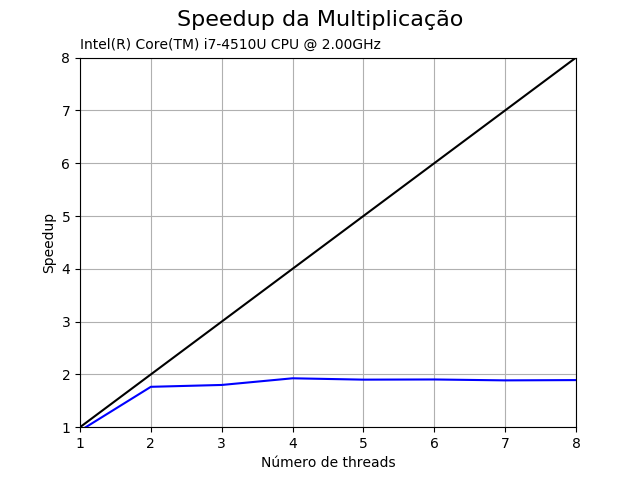 Speedup da Multiplicação
Intel(R) Core(TM) i7-4510U CPU @ 2.00GHz
8
7
6
5
4
3
2
1
Speedup
1 2 3 4 5 6 7 8
Número de threads